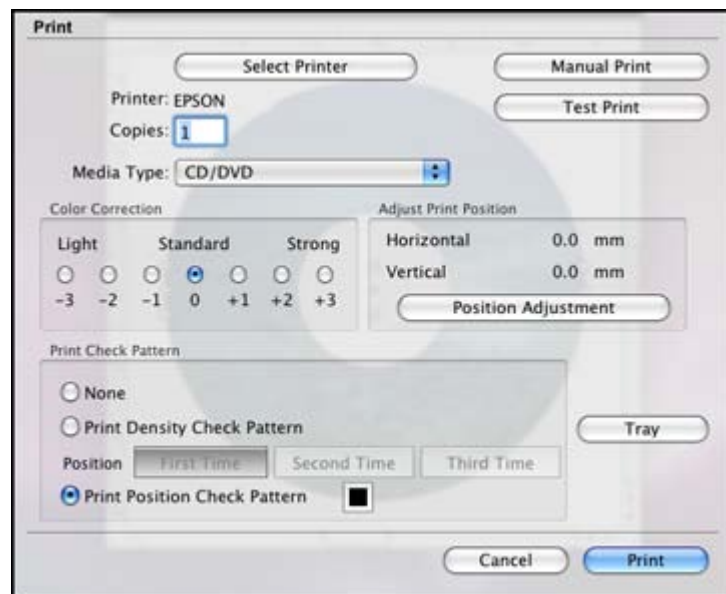 Print
Select Printer
Manual Print
Printer: EPSON
Test Print
Copies: 1
Media Type: CD/DVD
Color Correction
Light Standard Strong
-3 -2 -1 0 +1 +2 +3
Adjust Print Position
Horizontal 0.0 mm
Vertical 0.0 mm
Position Adjustment
Print Check Pattern
None
Print Density Check Pattern
Position First Time Second Time Third Time
Print Position Check Pattern
Tray
Cancel Print